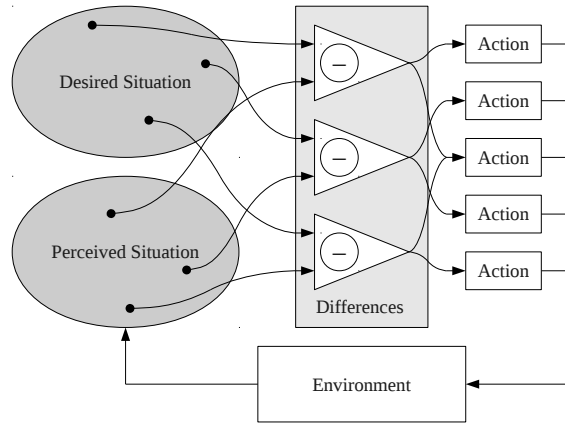 Desired Situation
Perceived Situation
–
–
–
Differences
Action
Action
Action
Action
Action
Environment